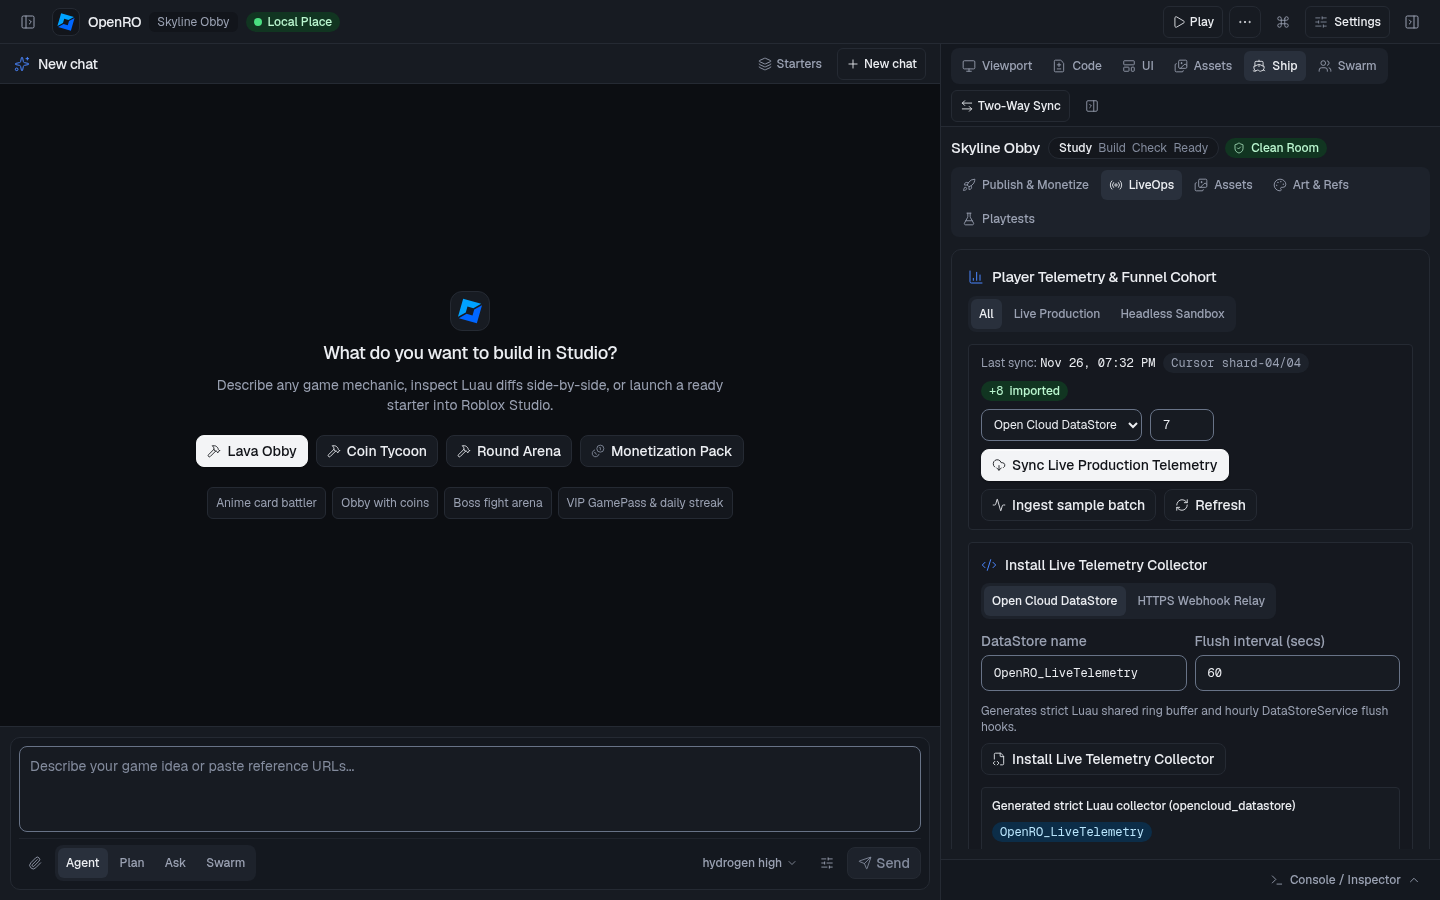 OpenRO Skyline Obby Local Place Play ... ⌘ Settings
New chat Starters + New chat
Viewport Code UI Assets Ship Swarm
Two-Way Sync
Skyline Obby Study Build Check Ready Clean Room
Publish & Monetize LiveOps Assets Art & Refs
Playtests
Player Telemetry & Funnel Cohort
All Live Production Headless Sandbox
Last sync: Nov 26, 07:32 PM Cursor shard-04/04
+8 imported
Open Cloud DataStore 7
Sync Live Production Telemetry
Ingest sample batch Refresh
Install Live Telemetry Collector
Open Cloud DataStore HTTPS Webhook Relay
DataStore name Flush interval (secs)
OpenRO_LiveTelemetry 60
Generates strict Luau shared ring buffer and hourly DataStoreService flush
hooks.
Install Live Telemetry Collector
Generated strict Luau collector (opencloud_datastore)
OpenRO_LiveTelemetry
Console / Inspector
What do you want to build in Studio?
Describe any game mechanic, inspect Luau diffs side-by-side, or launch a ready
starter into Roblox Studio.
Lava Obby Coin Tycoon Round Arena Monetization Pack
Anime card battler Obby with coins Boss fight arena VIP GamePass & daily streak
Describe your game idea or paste reference URLs...
Agent Plan Ask Swarm hydrogen high Send